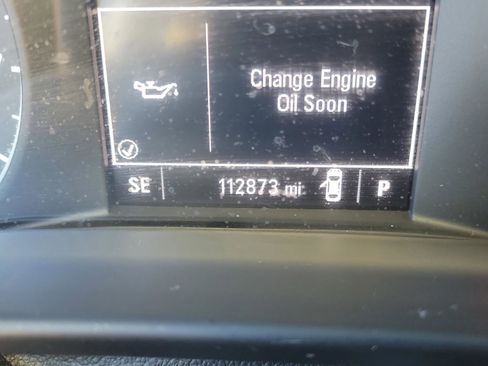 Change Engine
Oil Soon
SE 112873 mi P